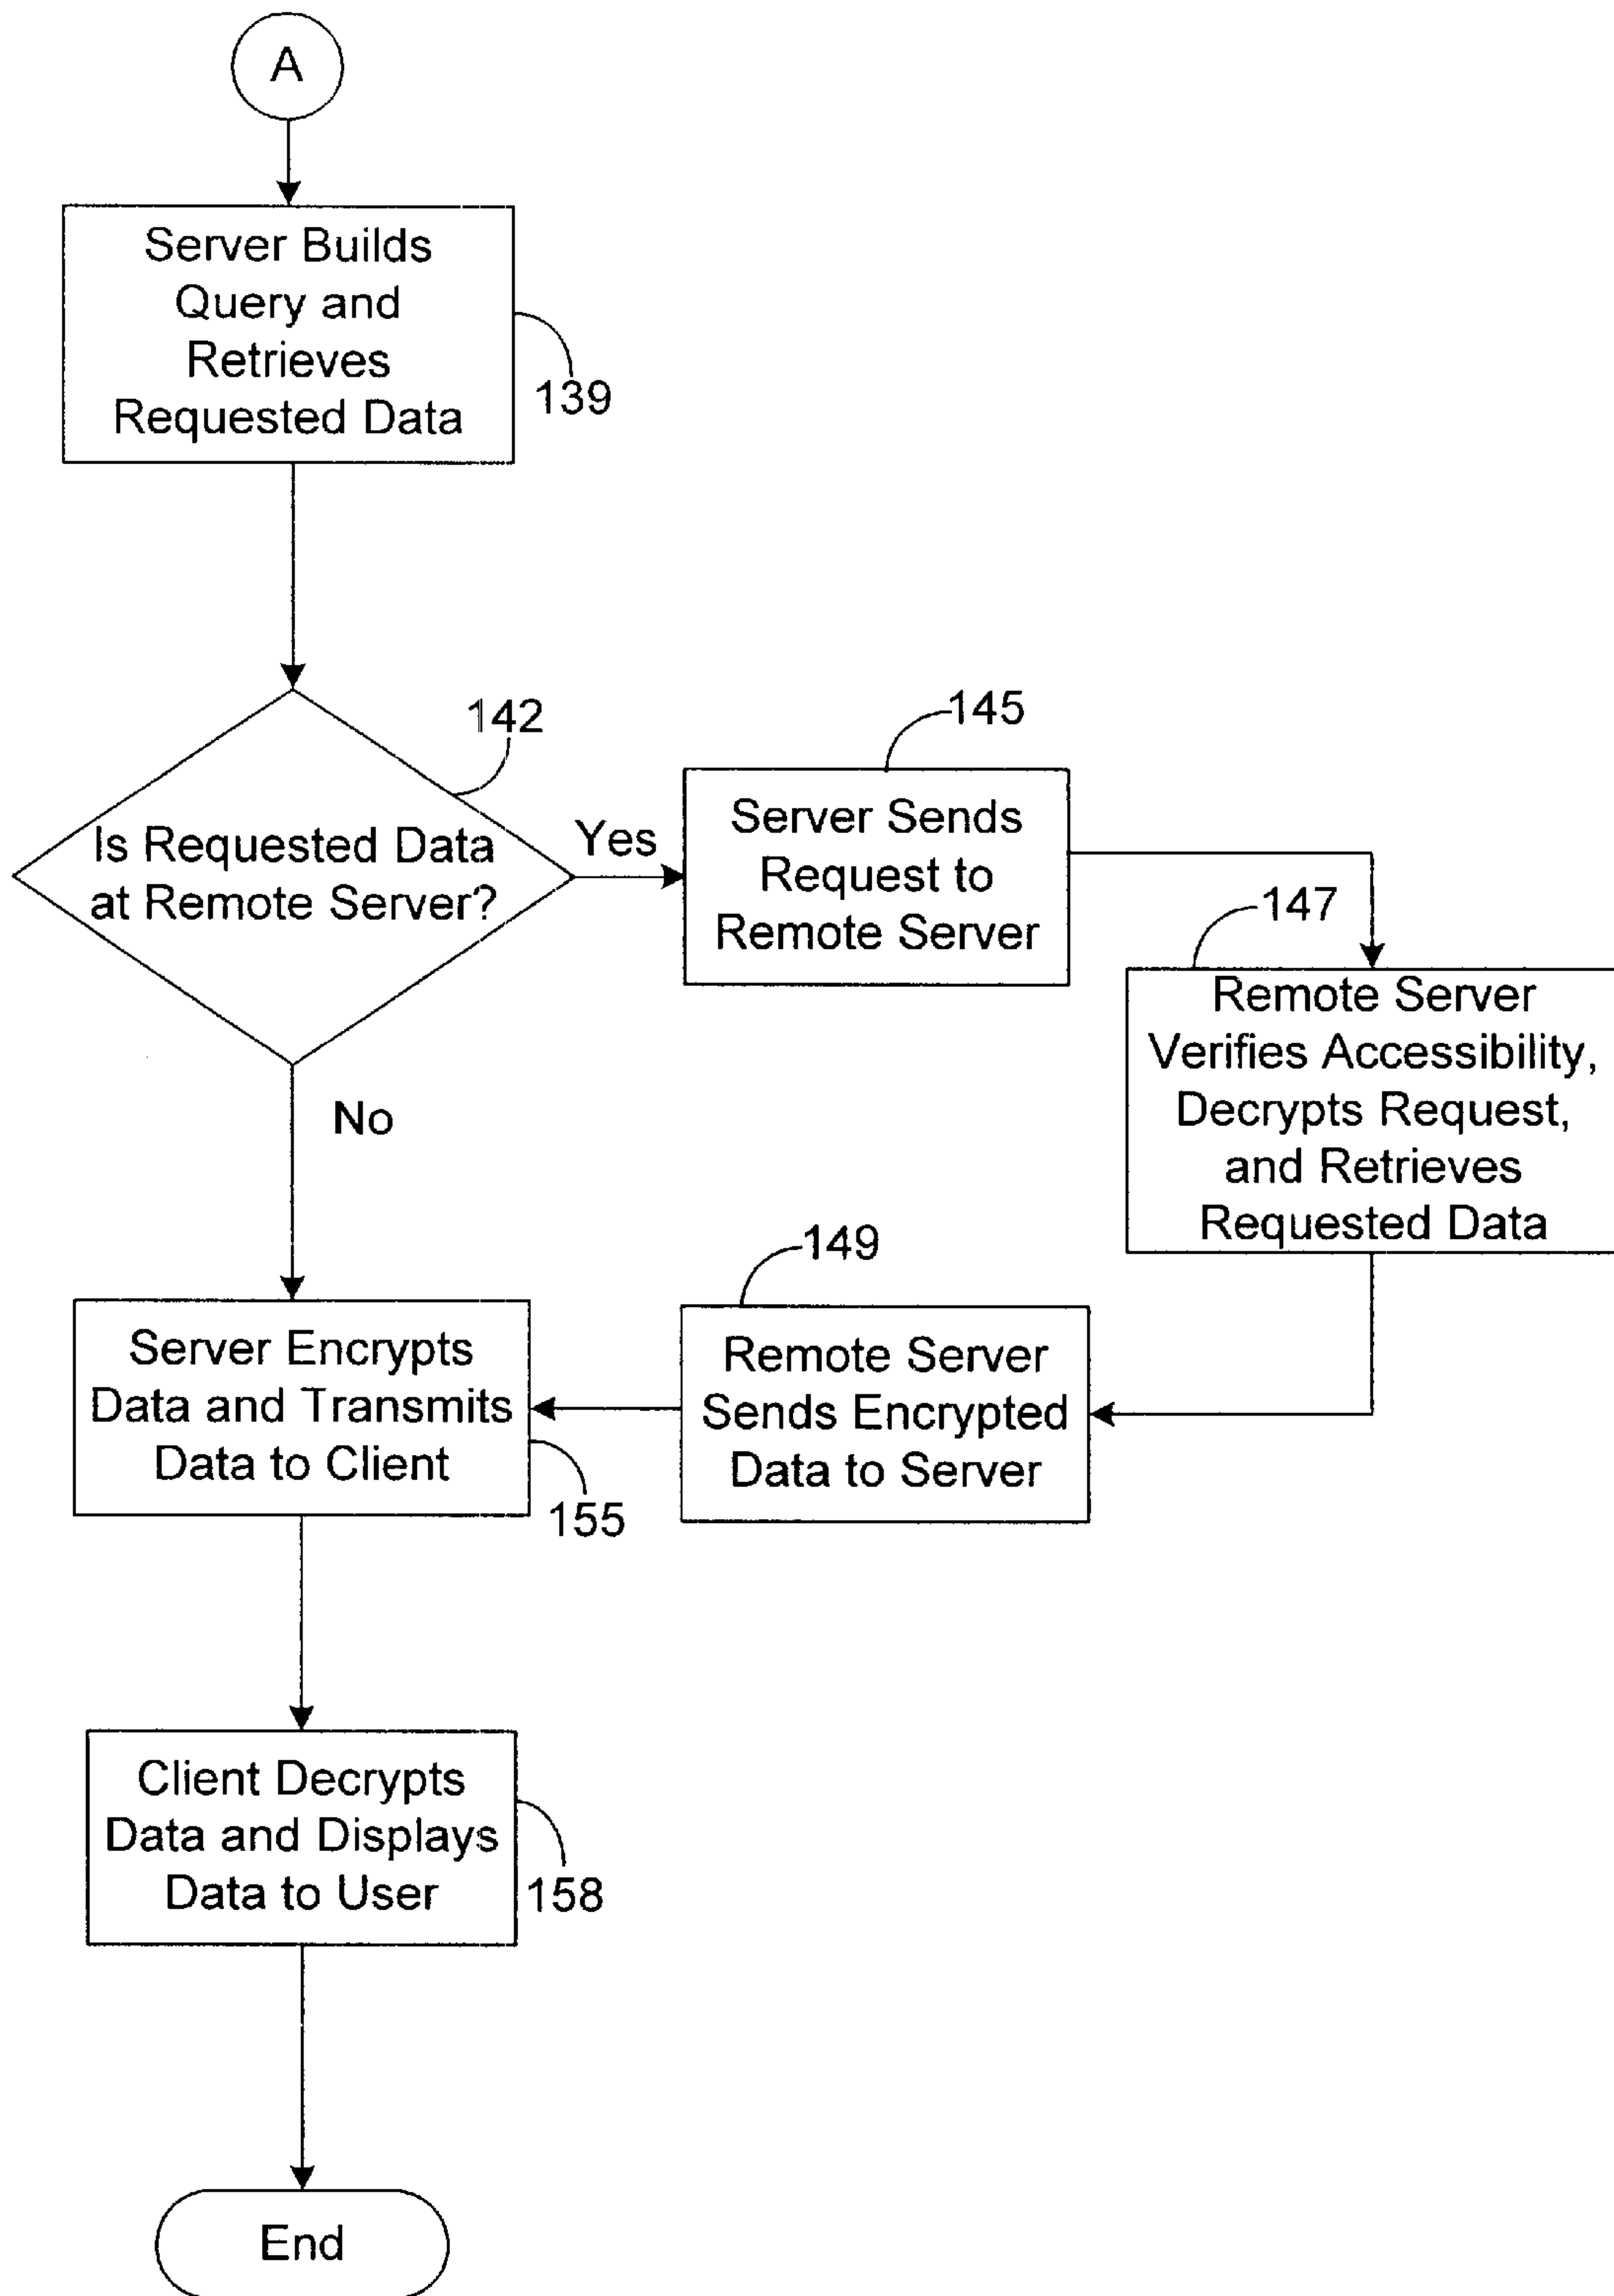 A
Server Builds
Query and
Retrieves
Requested Data
139
142
Is Requested Data
at Remote Server?
Yes
145
Server Sends
Request to
Remote Server
147
Remote Server
Verifies Accessibility,
Decrypts Request,
and Retrieves
Requested Data
No
149
Remote Server
Sends Encrypted
Data to Server
Server Encrypts
Data and Transmits
Data to Client
155
Client Decrypts
Data and Displays
Data to User
158
End